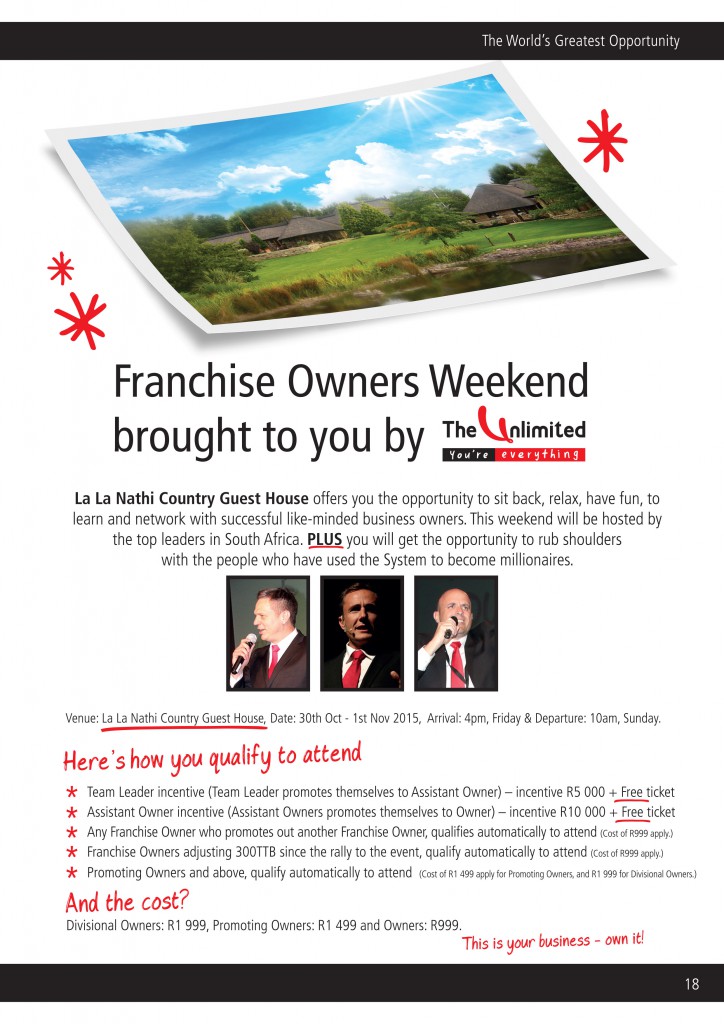 The World's Greatest Opportunity
Franchise Owners Weekend
brought to you by The Unlimited
You're everything
La La Nathi Country Guest House offers you the opportunity to sit back, relax, have fun, to
learn and network with successful like-minded business owners. This weekend will be hosted by
the top leaders in South Africa. PLUS you will get the opportunity to rub shoulders
with the people who have used the System to become millionaires.
Venue: La La Nathi Country Guest House, Date: 30th Oct - 1st Nov 2015, Arrival: 4pm, Friday & Departure: 10am, Sunday.
Here's how you qualify to attend
* Team Leader incentive (Team Leader promotes themselves to Assistant Owner) – incentive R5 000 + Free ticket
* Assistant Owner incentive (Assistant Owners promotes themselves to Owner) – incentive R10 000 + Free ticket
* Any Franchise Owner who promotes out another Franchise Owner, qualifies automatically to attend (Cost of R999 apply.)
* Franchise Owners adjusting 300TTB since the rally to the event, qualify automatically to attend (Cost of R999 apply.)
* Promoting Owners and above, qualify automatically to attend (Cost of R1 499 apply for Promoting Owners, and R1 999 for Divisional Owners.)
And the cost?
Divisional Owners: R1 999, Promoting Owners: R1 499 and Owners: R999.
This is your business - own it!
18